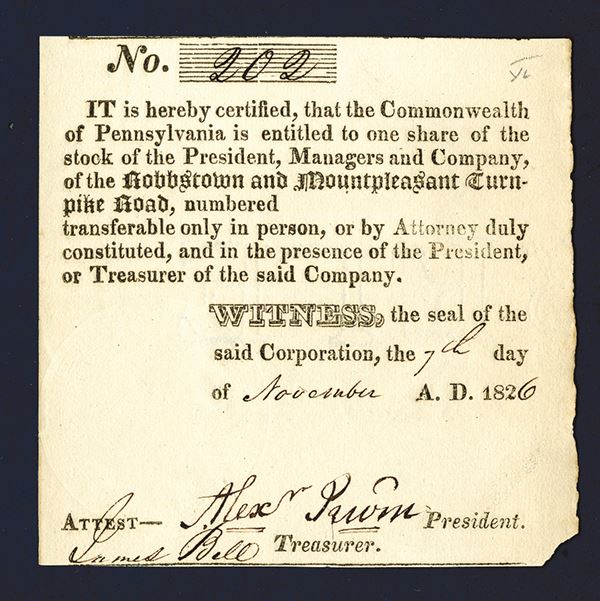 No. 202
IT is hereby certified, that the Commonwealth
of Pennsylvania is entitled to one share of the
stock of the President, Managers and Company,
of the Robbstown and Mountpleasant Turn-
pike Road, numbered
transferable only in person, or by Attorney duly
constituted, and in the presence of the President,
or Treasurer of the said Company.
WITNESS, the seal of the
said Corporation, the 7th day
of November A. D. 1826
ATTEST— Alexr President.
James Bell Treasurer.